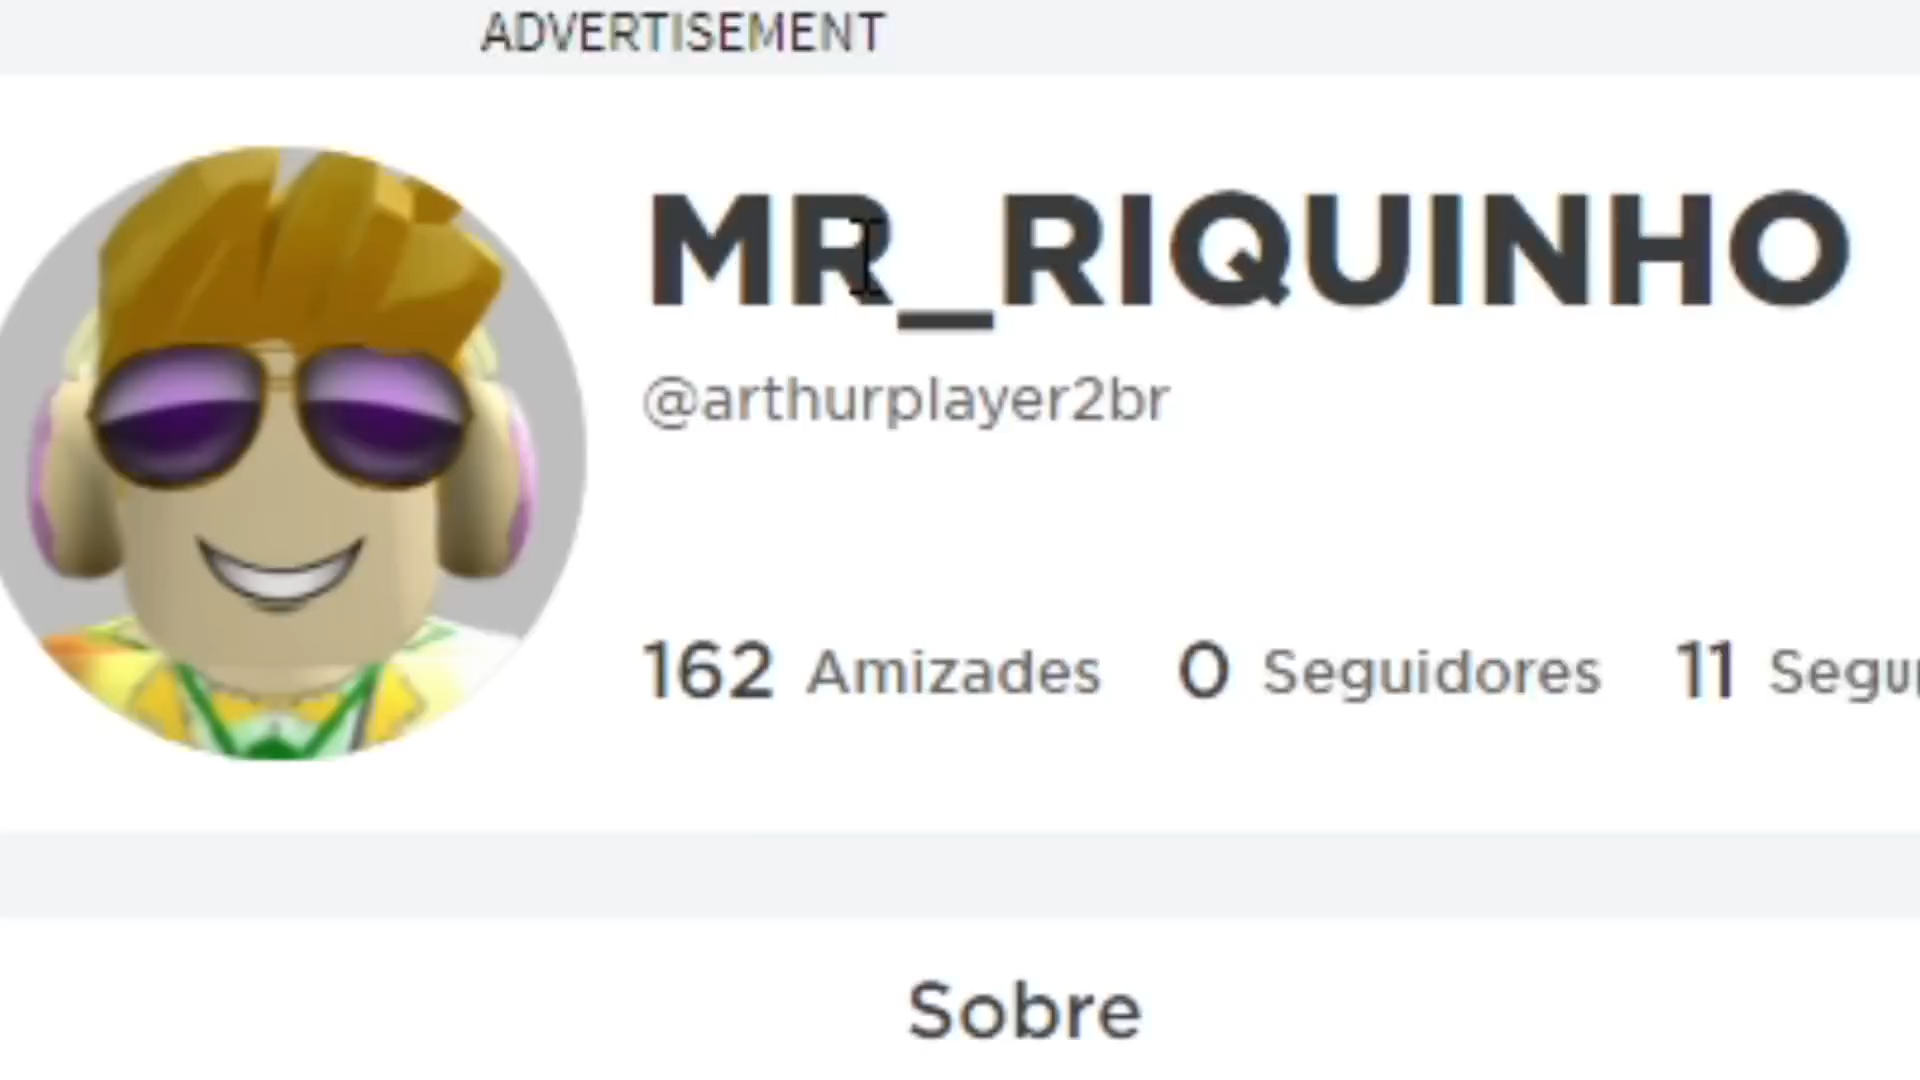 ADVERTISEMENT
MR_RIQUINHO
@arthurplayer2br
162 Amizades 0 Seguidores 11
Sobre